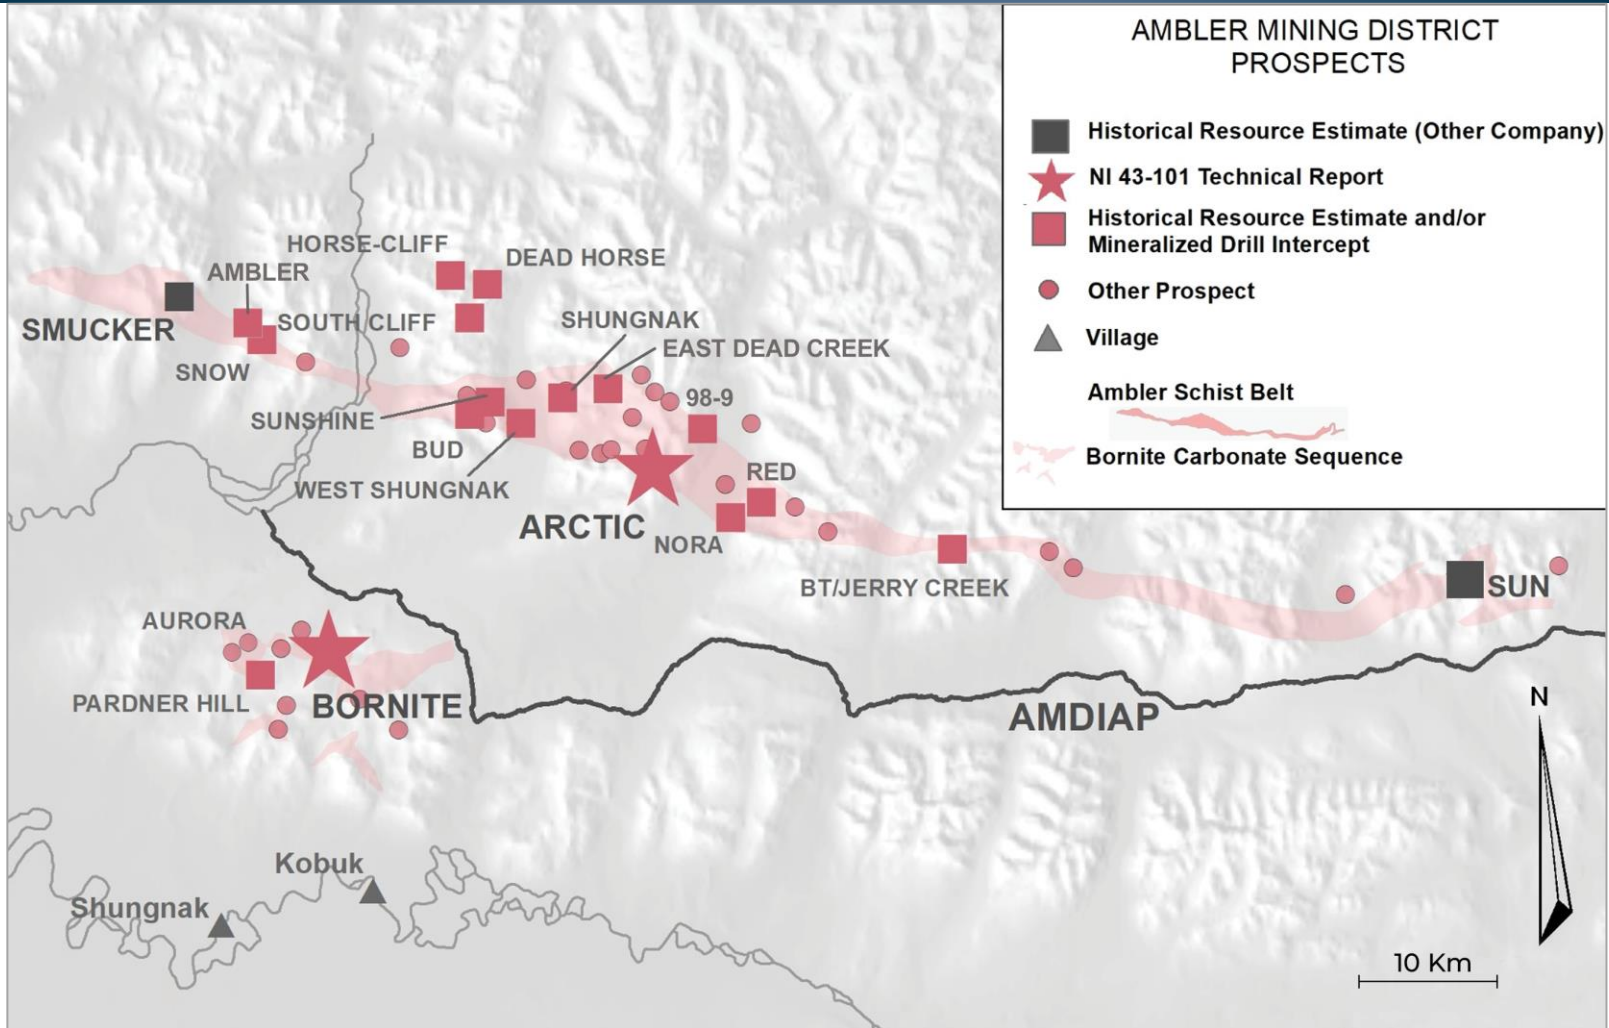 AMBLER MINING DISTRICT
PROSPECTS
Historical Resource Estimate (Other Company)
NI 43-101 Technical Report
Historical Resource Estimate and/or
Mineralized Drill Intercept
Other Prospect
Village
Ambler Schist Belt
Bornite Carbonate Sequence
HORSE-CLIFF
DEAD HORSE
AMBLER
SMUCKER
SOUTH CLIFF
SHUNGNAK
EAST DEAD CREEK
SNOW
98-9
SUNSHINE
BUD
RED
WEST SHUNGNAK
ARCTIC
NORA
BT/JERRY CREEK
SUN
AURORA
PARDNER HILL
BORNITE
AMDIAP
N
Kobuk
Shungnak
10 Km